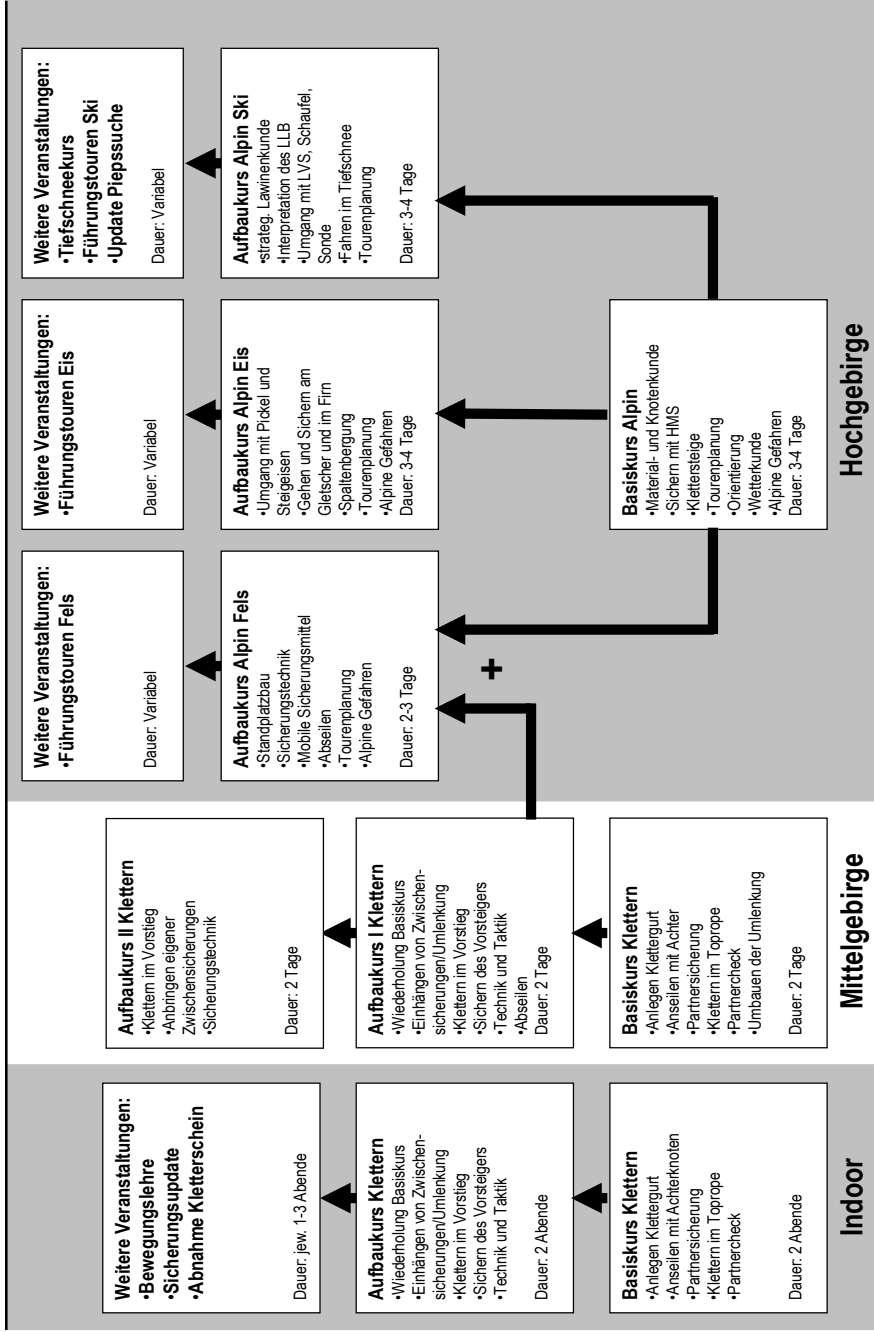 Weitere Veranstaltungen:
•Bewegungslehre
•Sicherungsupdate
•Abnahme Kletterschein
Dauer: jew. 1-3 Abende
Aufbaukurs Klettern
•Wiederholung Basiskurs
•Einhängen von Zwischen-
sicherungen/Umlenkung
•Klettern im Vorstieg
•Sichern des Vorsteigers
•Technik und Taktik
Dauer: 2 Abende
Basiskurs Klettern
•Anlegen Klettergurt
•Anseilen mit Achterknoten
•Partnersicherung
•Klettern im Toprope
•Partnercheck
Dauer: 2 Abende
Indoor
Aufbaukurs II Klettern
•Klettern im Vorstieg
•Anbringen eigener
Zwischensicherungen
•Sicherungstechnik
Dauer: 2 Tage
Aufbaukurs I Klettern
•Wiederholung Basiskurs
•Einhängen von Zwischen-
sicherungen/Umlenkung
•Klettern im Vorstieg
•Sichern des Vorsteigers
•Technik und Taktik
•Abseilen
Dauer: 2 Tage
Basiskurs Klettern
•Anlegen Klettergurt
•Anseilen mit Achter
•Partnersicherung
•Klettern im Toprope
•Partnercheck
•Umbauen der Umlenkung
Dauer: 2 Tage
Mittelgebirge
Weitere Veranstaltungen:
•Führungstouren Fels
Dauer: Variabel
Aufbaukurs Alpin Fels
•Standplatzbau
•Sicherungstechnik
•Mobile Sicherungsmittel
•Abseilen
•Tourenplanung
•Alpine Gefahren
Dauer: 2-3 Tage
+
Weitere Veranstaltungen:
•Führungstouren Eis
Dauer: Variabel
Aufbaukurs Alpin Eis
•Umgang mit Pickel und
Steigeisen
•Gehen und Sichern am
Gletscher und im Firn
•Spaltenbergung
•Tourenplanung
•Alpine Gefahren
Dauer: 3-4 Tage
Weitere Veranstaltungen:
•Tiefschneekurs
•Führungstouren Ski
•Update Piepssuche
Dauer: Variabel
Aufbaukurs Alpin Ski
•strateg. Lawinenkunde
•Interpretation des LLB
•Umgang mit LVS, Schaufel,
Sonde
•Fahren im Tiefschnee
•Tourenplanung
Dauer: 3-4 Tage
Basiskurs Alpin
•Material- und Knotenkunde
•Sichern mit HMS
•Klettersteige
•Tourenplanung
•Orientierung
•Wetterkunde
•Alpine Gefahren
Dauer: 3-4 Tage
Hochgebirge